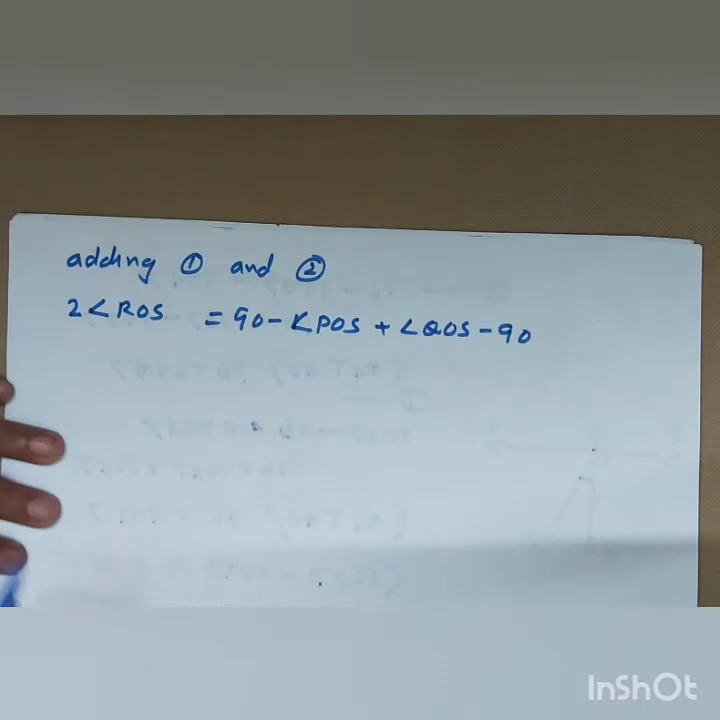 adding ① and ②
2<ROS = 90-<POS + <QOS - 90
InShOt